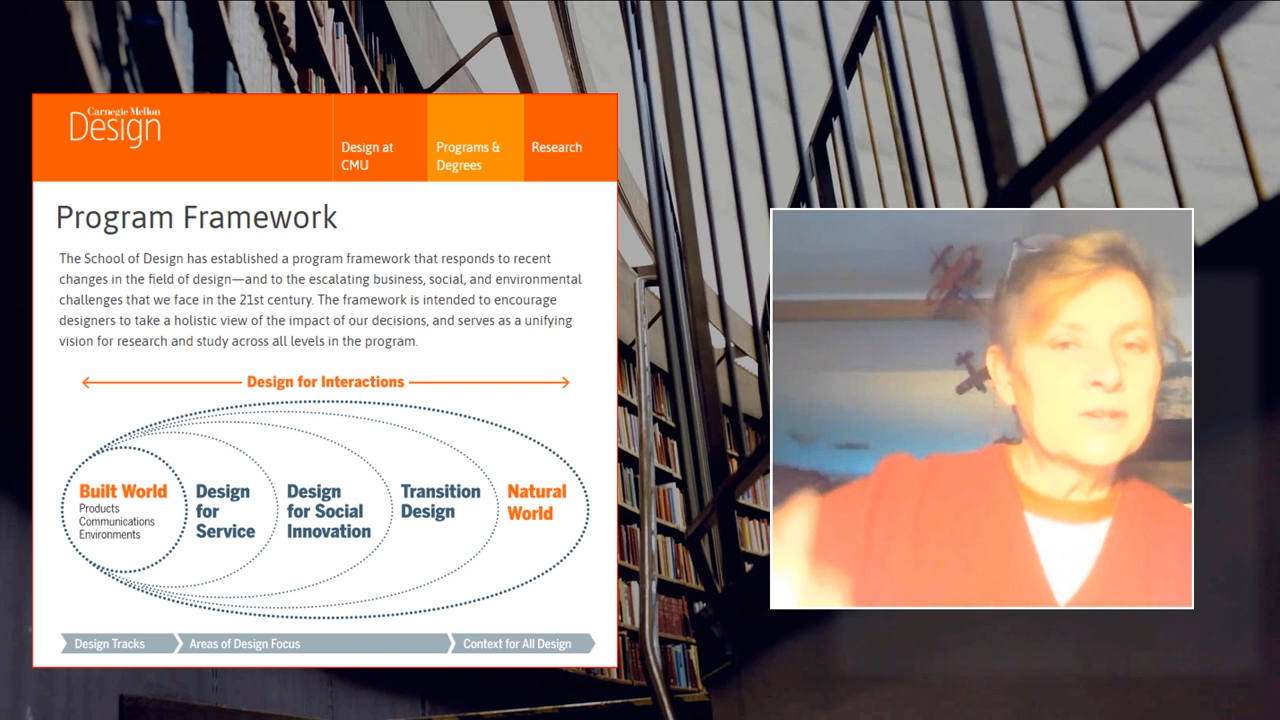 Carnegie Mellon
Design
Design at
CMU
Programs &
Degrees
Research
Program Framework
The School of Design has established a program framework that responds to recent
changes in the field of design—and to the escalating business, social, and environmental
challenges that we face in the 21st century. The framework is intended to encourage
designers to take a holistic view of the impact of our decisions, and serves as a unifying
vision for research and study across all levels in the program.
Design for Interactions
Built World
Products
Communications
Environments
Design
for
Service
Design
for Social
Innovation
Transition
Design
Natural
World
Design Tracks
Areas of Design Focus
Context for All Design